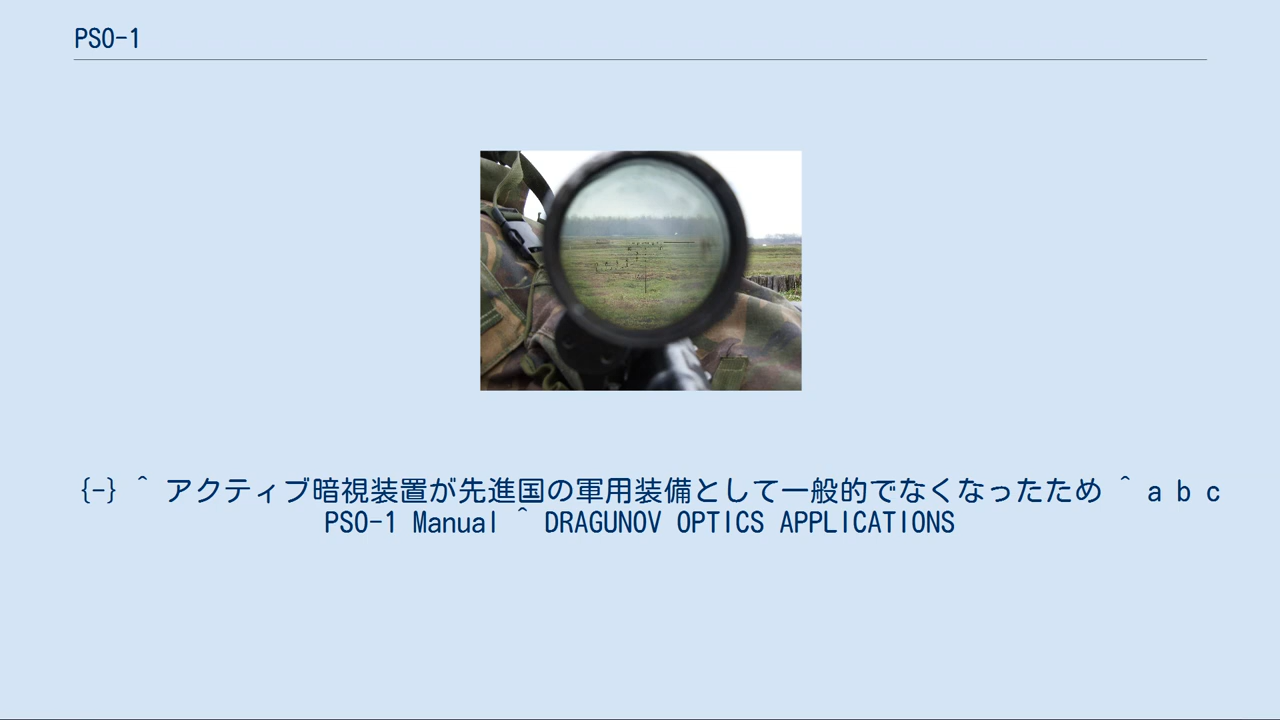 PSO-1
{-} ^ アクティブ暗視装置が先進国の軍用装備として一般的でなくなったため ^ a b c
PSO-1 Manual ^ DRAGUNOV OPTICS APPLICATIONS